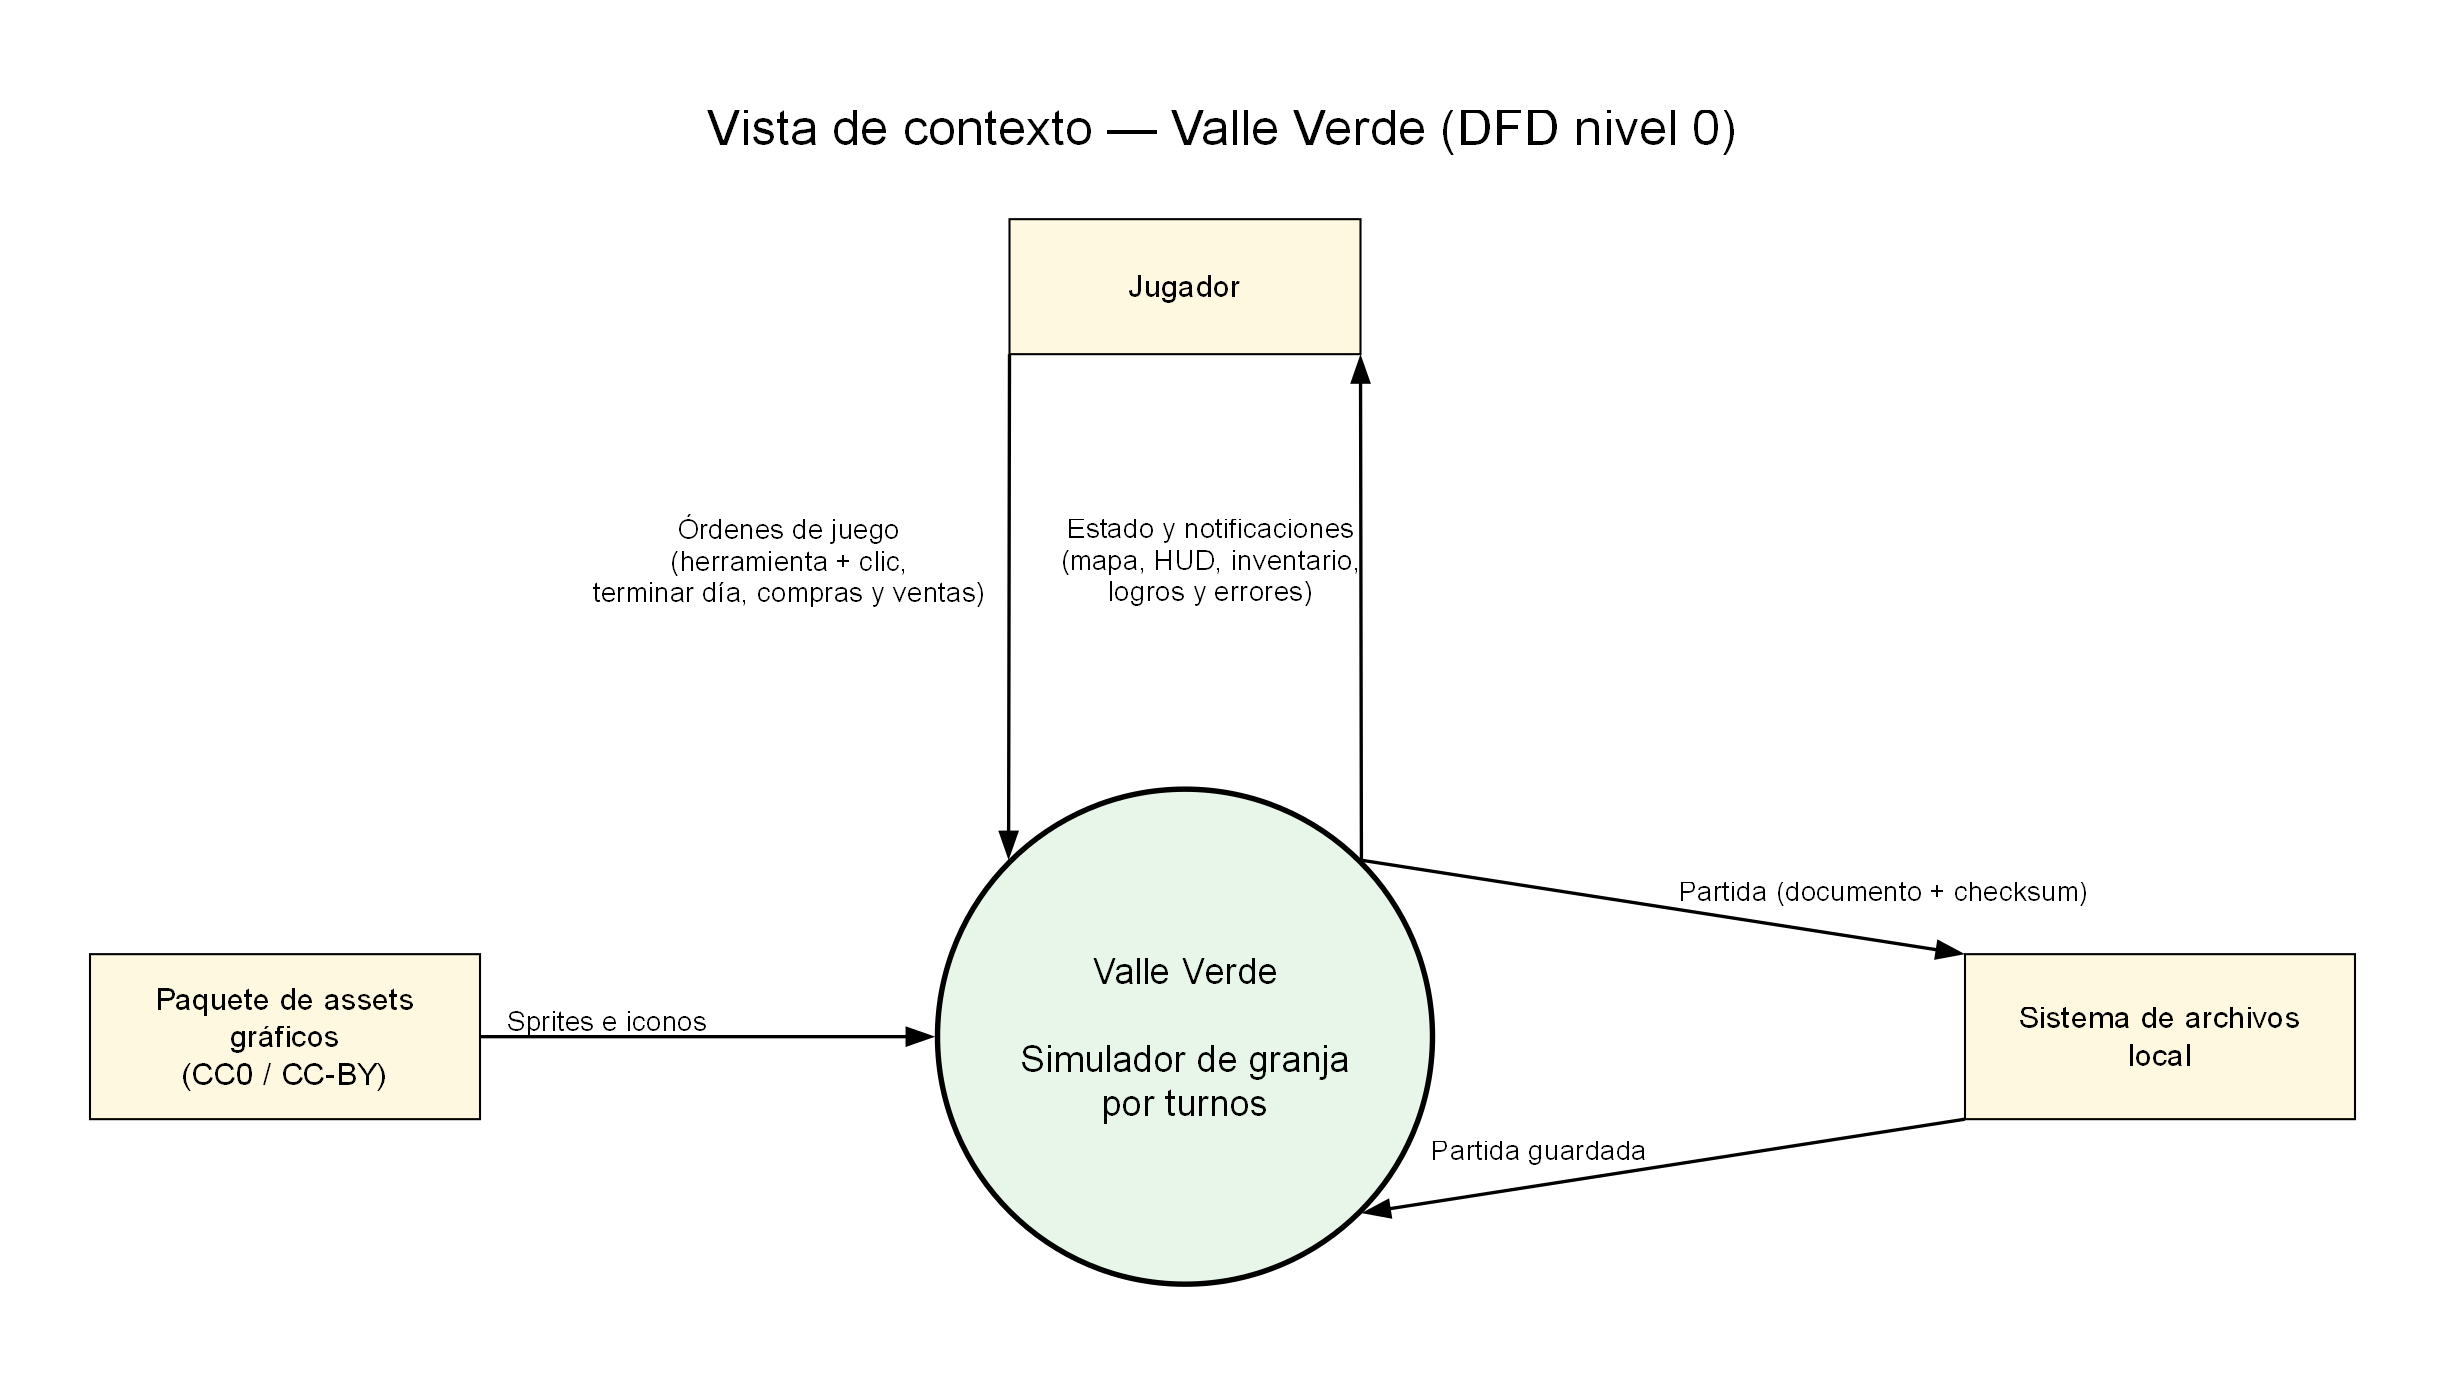 Vista de contexto — Valle Verde (DFD nivel 0)
Jugador
Órdenes de juego
(herramienta + clic,
terminar día, compras y ventas)
Estado y notificaciones
(mapa, HUD, inventario,
logros y errores)
Partida (documento + checksum)
Paquete de assets
gráficos
(CC0 / CC-BY)
Sprites e iconos
Valle Verde
Simulador de granja
por turnos
Sistema de archivos
local
Partida guardada